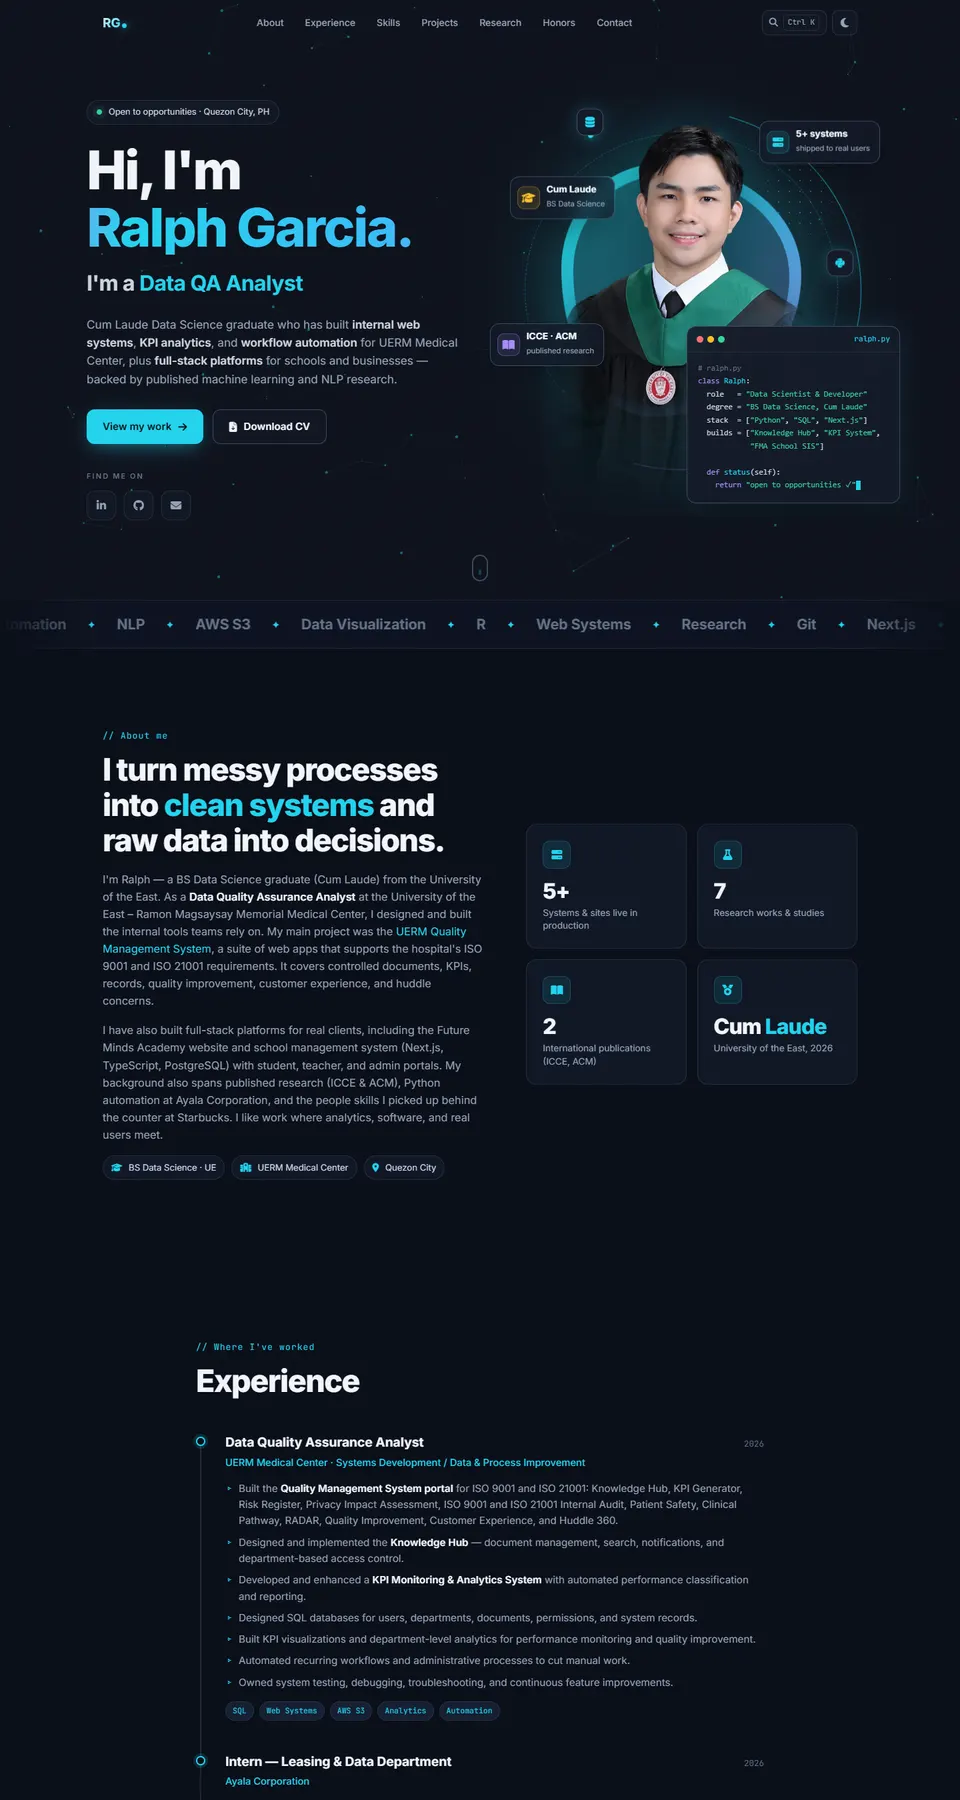 RG.
About Experience Skills Projects Research Honors Contact
Ctrl K
Open to opportunities · Quezon City, PH
Hi, I'm
Ralph Garcia.
I'm a Data QA Analyst
Cum Laude Data Science graduate who has built internal web
systems, KPI analytics, and workflow automation for UERM Medical
Center, plus full-stack platforms for schools and businesses —
backed by published machine learning and NLP research.
View my work →
Download CV
FIND ME ON
5+ systems
shipped to real users
Cum Laude
BS Data Science
ICCE · ACM
published research
ralph.py
# ralph.py
class Ralph:
role = "Data Scientist & Developer"
degree = "BS Data Science, Cum Laude"
stack = ["Python", "SQL", "Next.js"]
builds = ["Knowledge Hub", "KPI System",
"FMA School SIS"]
def status(self):
return "open to opportunities ✓"
NLP ✦ AWS S3 ✦ Data Visualization ✦ R ✦ Web Systems ✦ Research ✦ Git ✦ Next.js
// About me
I turn messy processes
into clean systems and
raw data into decisions.
I'm Ralph — a BS Data Science graduate (Cum Laude) from the University
of the East. As a Data Quality Assurance Analyst at the University of the
East – Ramon Magsaysay Memorial Medical Center, I designed and built
the internal tools teams rely on. My main project was the UERM Quality
Management System, a suite of web apps that supports the hospital's ISO
9001 and ISO 21001 requirements. It covers controlled documents, KPIs,
records, quality improvement, customer experience, and huddle
concerns.
I have also built full-stack platforms for real clients, including the Future
Minds Academy website and school management system (Next.js,
TypeScript, PostgreSQL) with student, teacher, and admin portals. My
background also spans published research (ICCE & ACM), Python
automation at Ayala Corporation, and the people skills I picked up behind
the counter at Starbucks. I like work where analytics, software, and real
users meet.
BS Data Science · UE
UERM Medical Center
Quezon City
5+
Systems & sites live in
production
7
Research works & studies
2
International publications
(ICCE, ACM)
Cum Laude
University of the East, 2026
// Where I've worked
Experience
Data Quality Assurance Analyst
2026
UERM Medical Center · Systems Development / Data & Process Improvement
Built the Quality Management System portal for ISO 9001 and ISO 21001: Knowledge Hub, KPI Generator,
Risk Register, Privacy Impact Assessment, ISO 9001 and ISO 21001 Internal Audit, Patient Safety, Clinical
Pathway, RADAR, Quality Improvement, Customer Experience, and Huddle 360.
Designed and implemented the Knowledge Hub — document management, search, notifications, and
department-based access control.
Developed and enhanced a KPI Monitoring & Analytics System with automated performance classification
and reporting.
Designed SQL databases for users, departments, documents, permissions, and system records.
Built KPI visualizations and department-level analytics for performance monitoring and quality improvement.
Automated recurring workflows and administrative processes to cut manual work.
Owned system testing, debugging, troubleshooting, and continuous feature improvements.
SQL Web Systems AWS S3 Analytics Automation
Intern — Leasing & Data Department
2026
Ayala Corporation